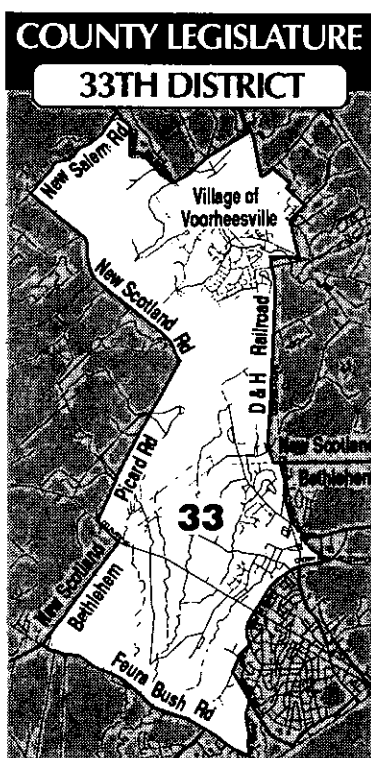 COUNTY LEGISLATURE
33TH DISTRICT
New Salem Rd
Village of
Voorheesville
New Scotland Rd
D & H Railroad
New Scotland
Bethlehem
Picard Rd
33
New Scotland
Bethlehem
Feura Bush Rd